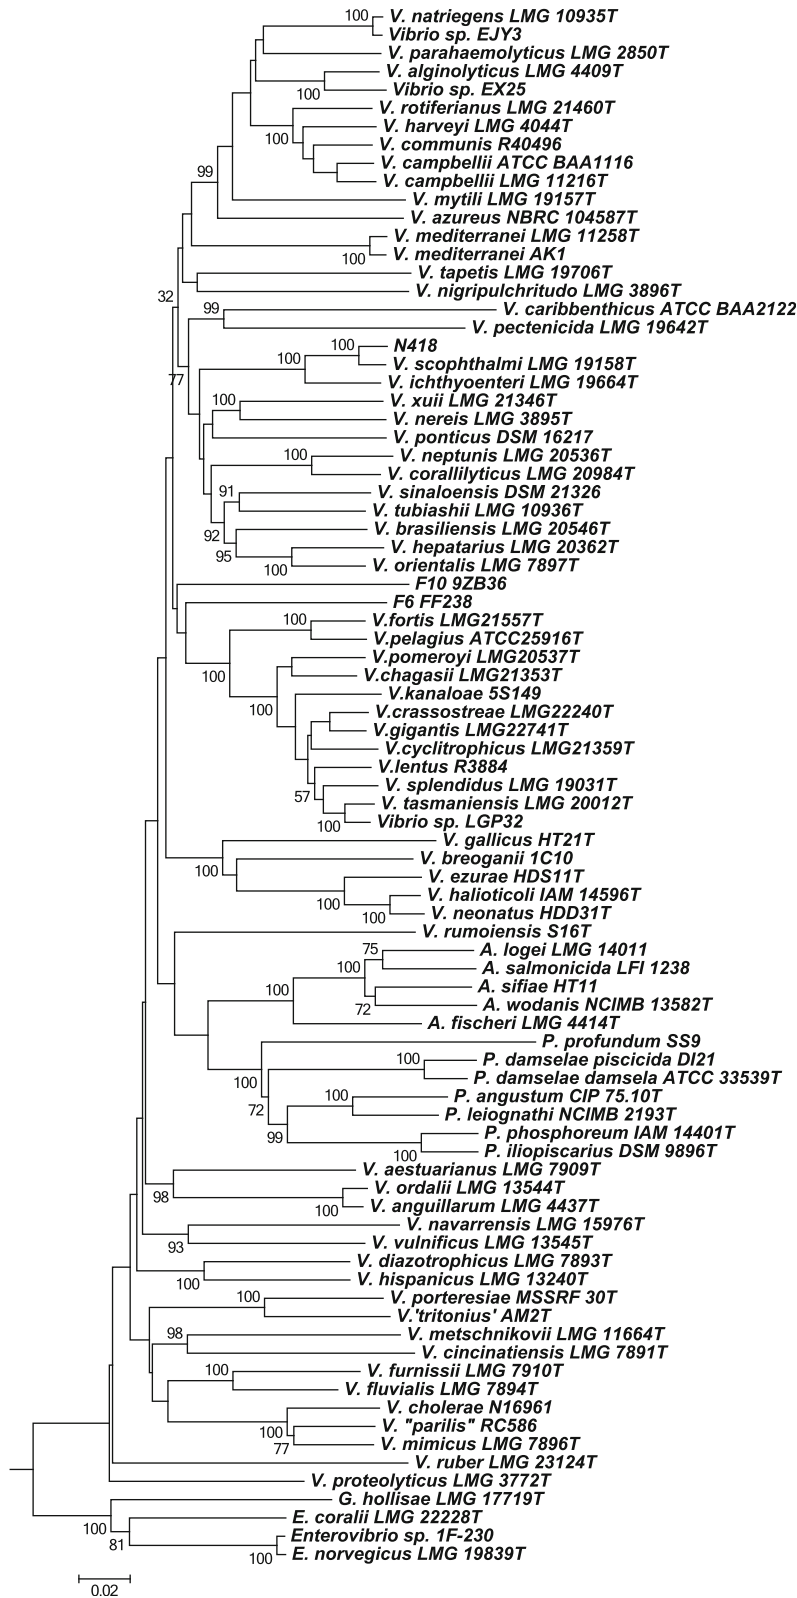 100
V. natriegens LMG 10935T
Vibrio sp. EJY3
V. parahaemolyticus LMG 2850T
V. alginolyticus LMG 4409T
100
Vibrio sp. EX25
V. rotiferianus LMG 21460T
V. harveyi LMG 4044T
100
V. communis R40496
V. campbellii ATCC BAA1116
99
V. campbellii LMG 11216T
V. mytili LMG 19157T
V. azureus NBRC 104587T
V. mediterranei LMG 11258T
100
V. mediterranei AK1
V. tapetis LMG 19706T
32
V. nigripulchritudo LMG 3896T
99
V. caribbenthicus ATCC BAA2122
V. pectenicida LMG 19642T
100
N418
100
V. scophthalmi LMG 19158T
77
V. ichthyoenteri LMG 19664T
100
V. xuii LMG 21346T
V. nereis LMG 3895T
V. ponticus DSM 16217
100
V. neptunis LMG 20536T
V. corallilyticus LMG 20984T
91
V. sinaloensis DSM 21326
V. tubiashii LMG 10936T
92
V. brasiliensis LMG 20546T
95
V. hepatarius LMG 20362T
100
V. orientalis LMG 7897T
F10 9ZB36
F6 FF238
100
V.fortis LMG21557T
V.pelagius ATCC25916T
V.pomeroyi LMG20537T
100
V.chagasii LMG21353T
V.kanaloae 5S149
100
V.crassostreae LMG22240T
V.gigantis LMG22741T
V.cyclitrophicus LMG21359T
V.lentus R3884
V. splendidus LMG 19031T
57
V. tasmaniensis LMG 20012T
100
Vibrio sp. LGP32
V. gallicus HT21T
V. breoganii 1C10
100
V. ezurae HDS11T
V. halioticoli IAM 14596T
100
V. neonatus HDD31T
100
V. rumoiensis S16T
75
A. logei LMG 14011
100
A. salmonicida LFI 1238
100
A. sifiae HT11
A. wodanis NCIMB 13582T
72
A. fischeri LMG 4414T
P. profundum SS9
100
P. damselae piscicida DI21
100
P. damselae damsela ATCC 33539T
100
P. angustum CIP 75.10T
72
P. leiognathi NCIMB 2193T
99
P. phosphoreum IAM 14401T
100
P. iliopiscarius DSM 9896T
V. aestuarianus LMG 7909T
98
V. ordalii LMG 13544T
100
V. anguillarum LMG 4437T
V. navarrensis LMG 15976T
93
V. vulnificus LMG 13545T
V. diazotrophicus LMG 7893T
100
V. hispanicus LMG 13240T
100
V. porteresiae MSSRF 30T
V.'tritonius' AM2T
98
V. metschnikovii LMG 11664T
V. cincinatiensis LMG 7891T
100
V. furnissii LMG 7910T
V. fluvialis LMG 7894T
V. cholerae N16961
100
V. "parilis" RC586
77
V. mimicus LMG 7896T
V. ruber LMG 23124T
V. proteolyticus LMG 3772T
G. hollisae LMG 17719T
100
E. coralii LMG 22228T
81
Enterovibrio sp. 1F-230
100
E. norvegicus LMG 19839T
0.02